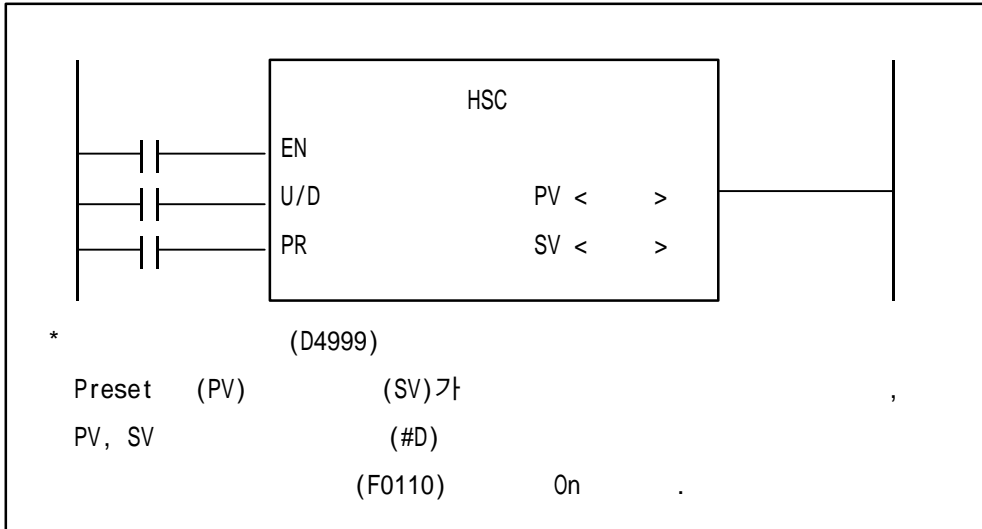 HSC
EN
U/D PV < >
PR SV < >
* (D4999)
Preset (PV) (SV)가 ,
PV, SV (#D)
(F0110) On .